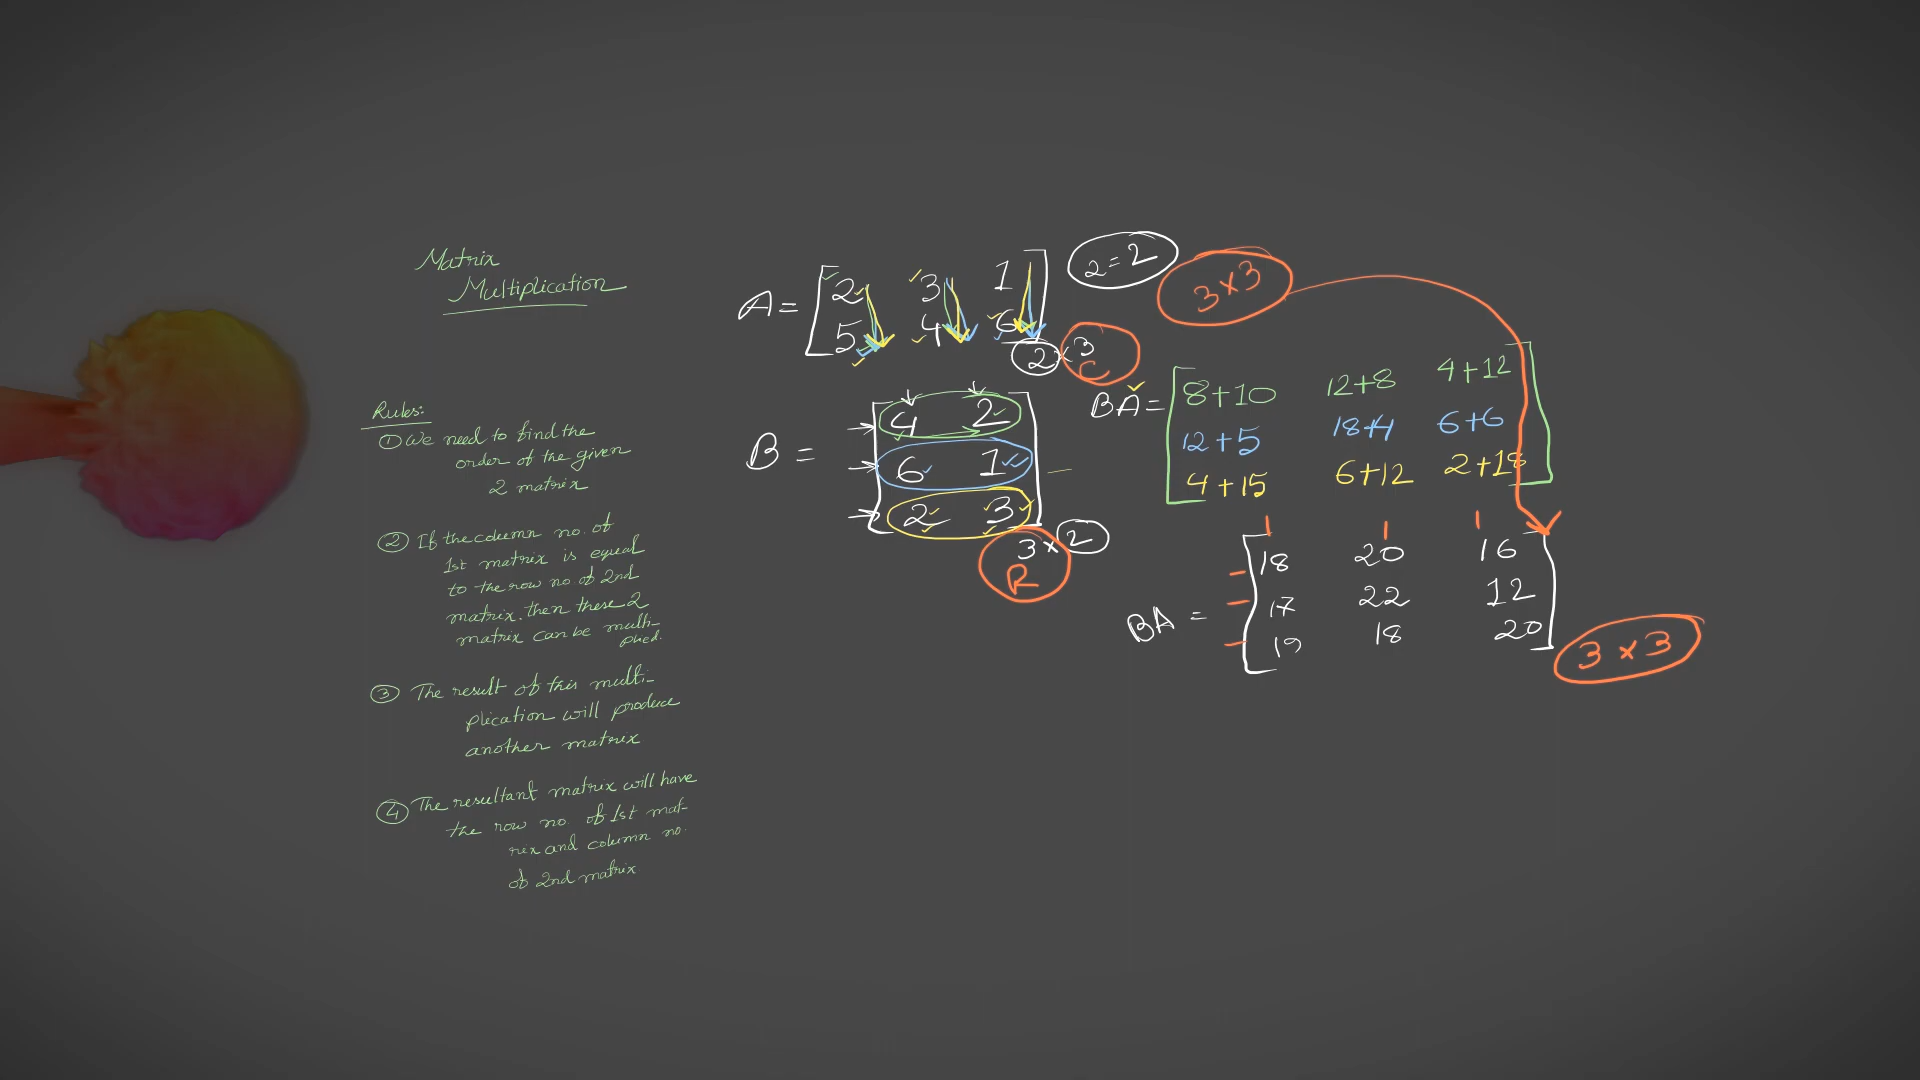 Matrix
Multiplication
Rules:
① We need to find the
order of the given
2 matrix
② If the column no. of
1st matrix is equal
to the row no. of 2nd
matrix. then these 2
matrix can be multi-
plied.
③ The result of this multi-
plication will produce
another matrix
④ The resultant matrix will have
the row no. of 1st mat-
rix and column no.
of 2nd matrix
A = [2 3 1
5 4 6]
2 × 3
C
2 = 2
3 × 3
B = [4 2
6 1
2 3]
3 × 2
R
BA = [8+10 12+8 4+12
12+5 18+4 6+6
4+15 6+12 2+18]
BA = [18 20 16
17 22 12
19 18 20]
3 × 3